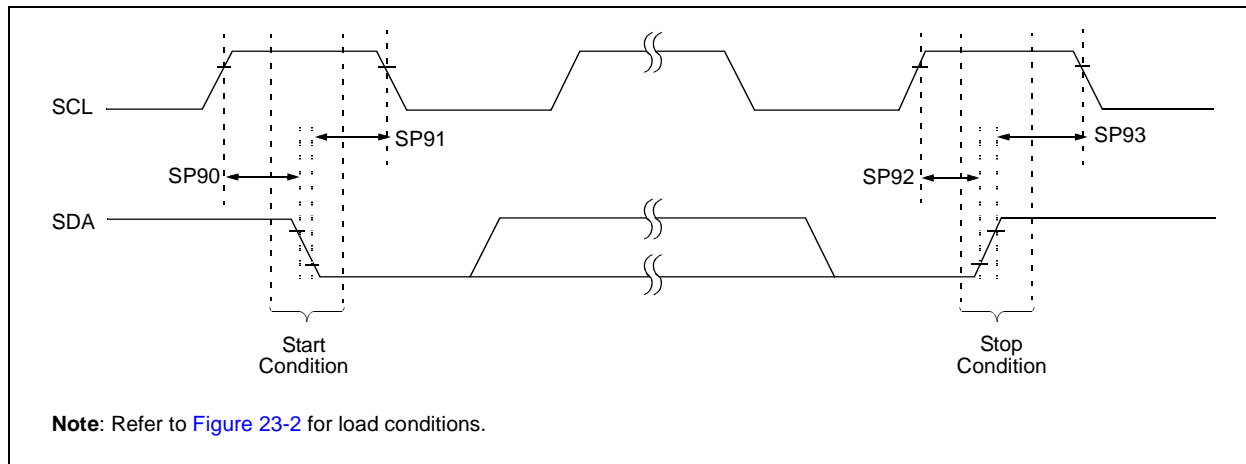 SCL
SP91
SP93
SP90
SP92
SDA
Start
Condition
Stop
Condition
Note: Refer to Figure 23-2 for load conditions.